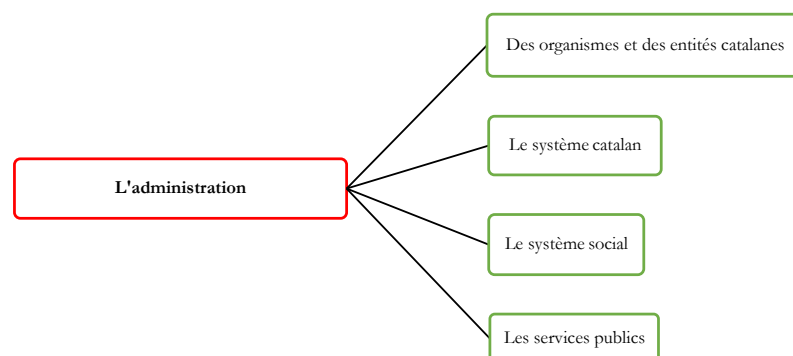 Des organismes et des entités catalanes
Le système catalan
L'administration
Le système social
Les services publics